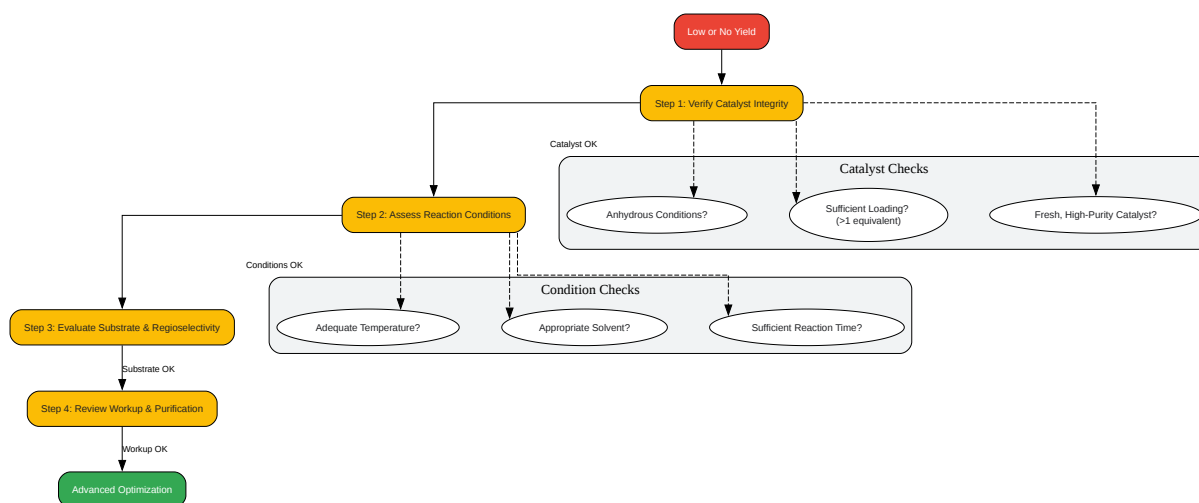 Low or No Yield
Step 1: Verify Catalyst Integrity
Catalyst OK
Catalyst Checks
Anhydrous Conditions?
Sufficient Loading?
(>1 equivalent)
Fresh, High-Purity Catalyst?
Step 2: Assess Reaction Conditions
Conditions OK
Condition Checks
Adequate Temperature?
Appropriate Solvent?
Sufficient Reaction Time?
Step 3: Evaluate Substrate & Regioselectivity
Substrate OK
Step 4: Review Workup & Purification
Workup OK
Advanced Optimization